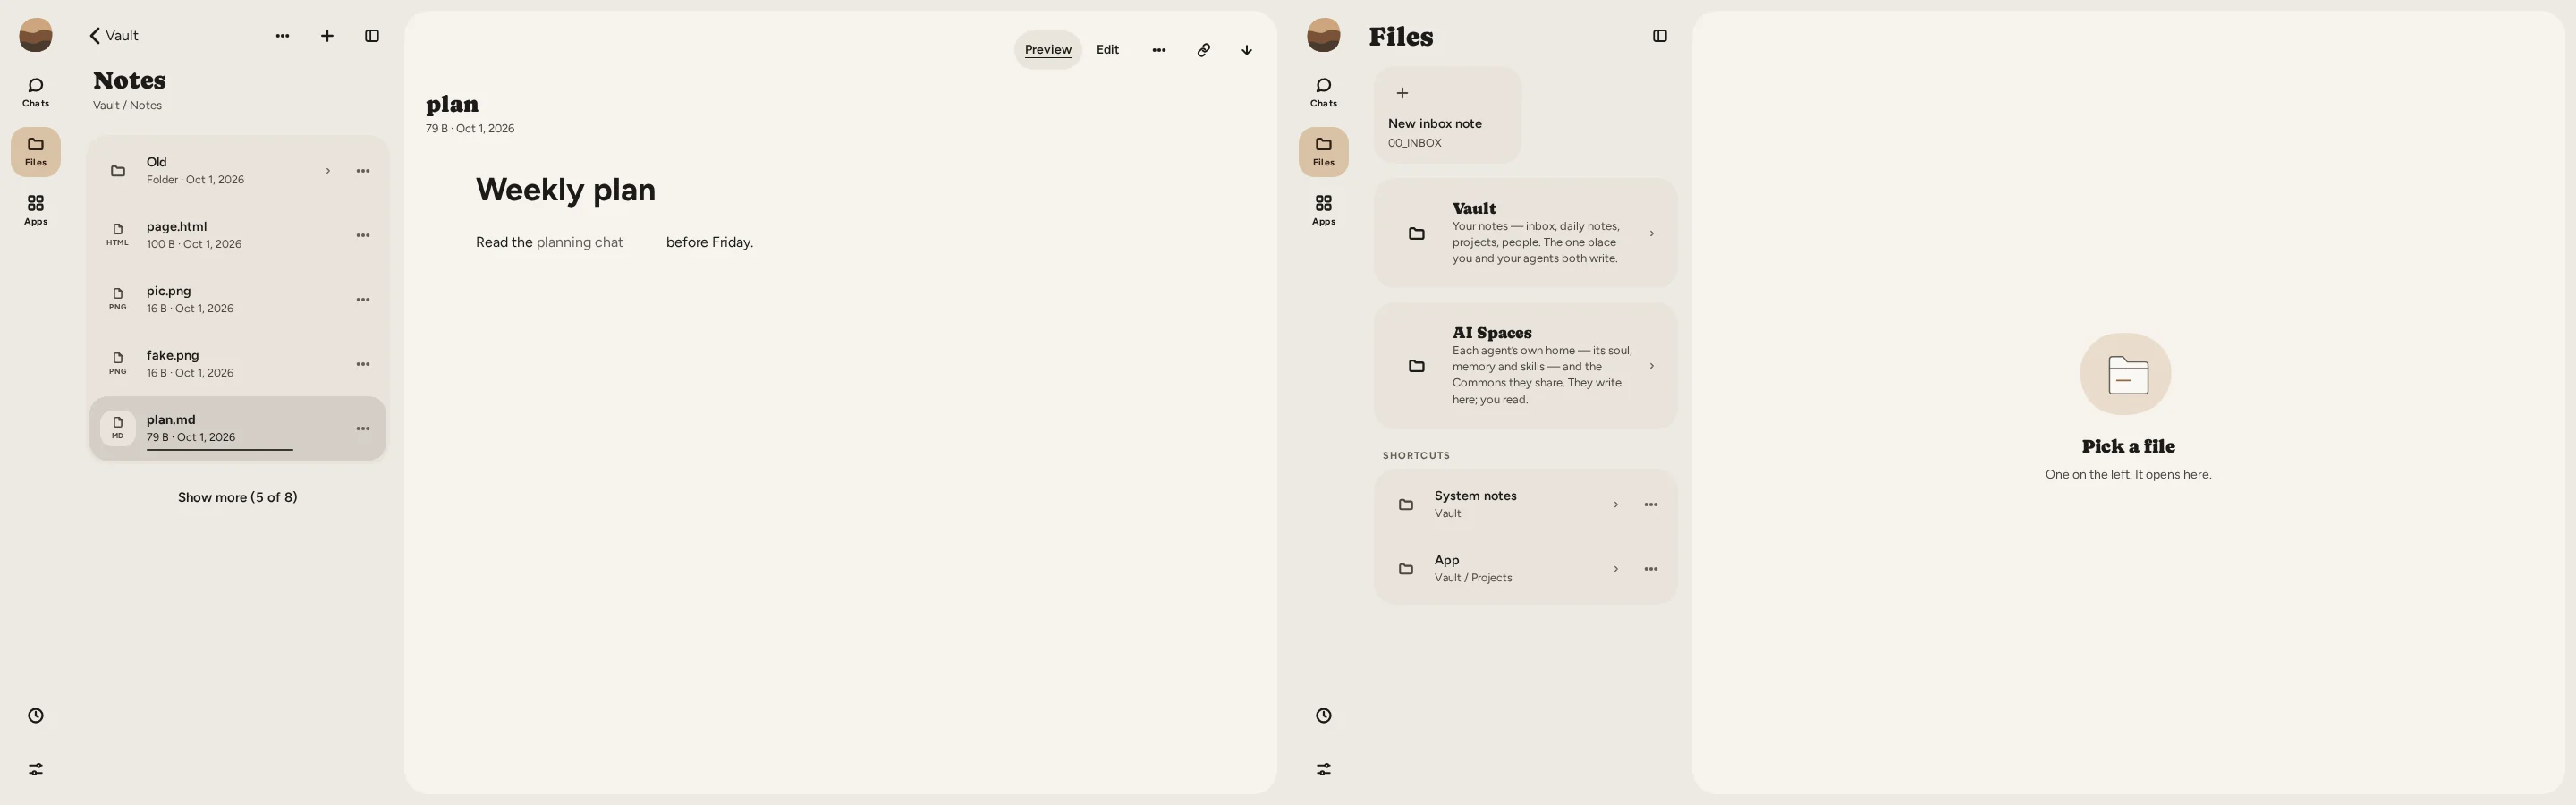 Vault
Chats
Files
Apps
Notes
Vault / Notes
Old
Folder · Oct 1, 2026
page.html
HTML
100 B · Oct 1, 2026
pic.png
PNG
16 B · Oct 1, 2026
fake.png
PNG
16 B · Oct 1, 2026
plan.md
MD
79 B · Oct 1, 2026
Show more (5 of 8)
Preview
Edit
plan
79 B · Oct 1, 2026
Weekly plan
Read the planning chat before Friday.
Chats
Files
Apps
Files
New inbox note
00_INBOX
Vault
Your notes — inbox, daily notes,
projects, people. The one place
you and your agents both write.
AI Spaces
Each agent's own home — its soul,
memory and skills — and the
Commons they share. They write
here; you read.
SHORTCUTS
System notes
Vault
App
Vault / Projects
Pick a file
One on the left. It opens here.